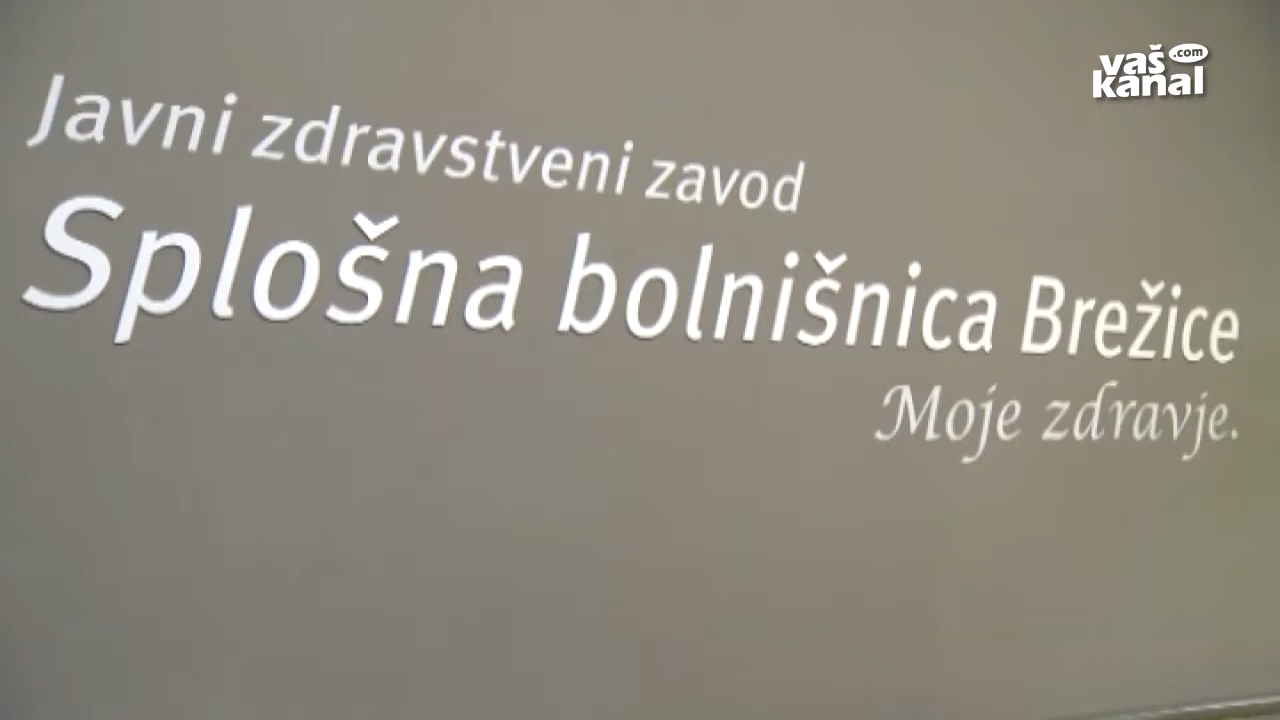 vaš .com
kanal
Javni zdravstveni zavod
Splošna bolnišnica Brežice
Moje zdravje.